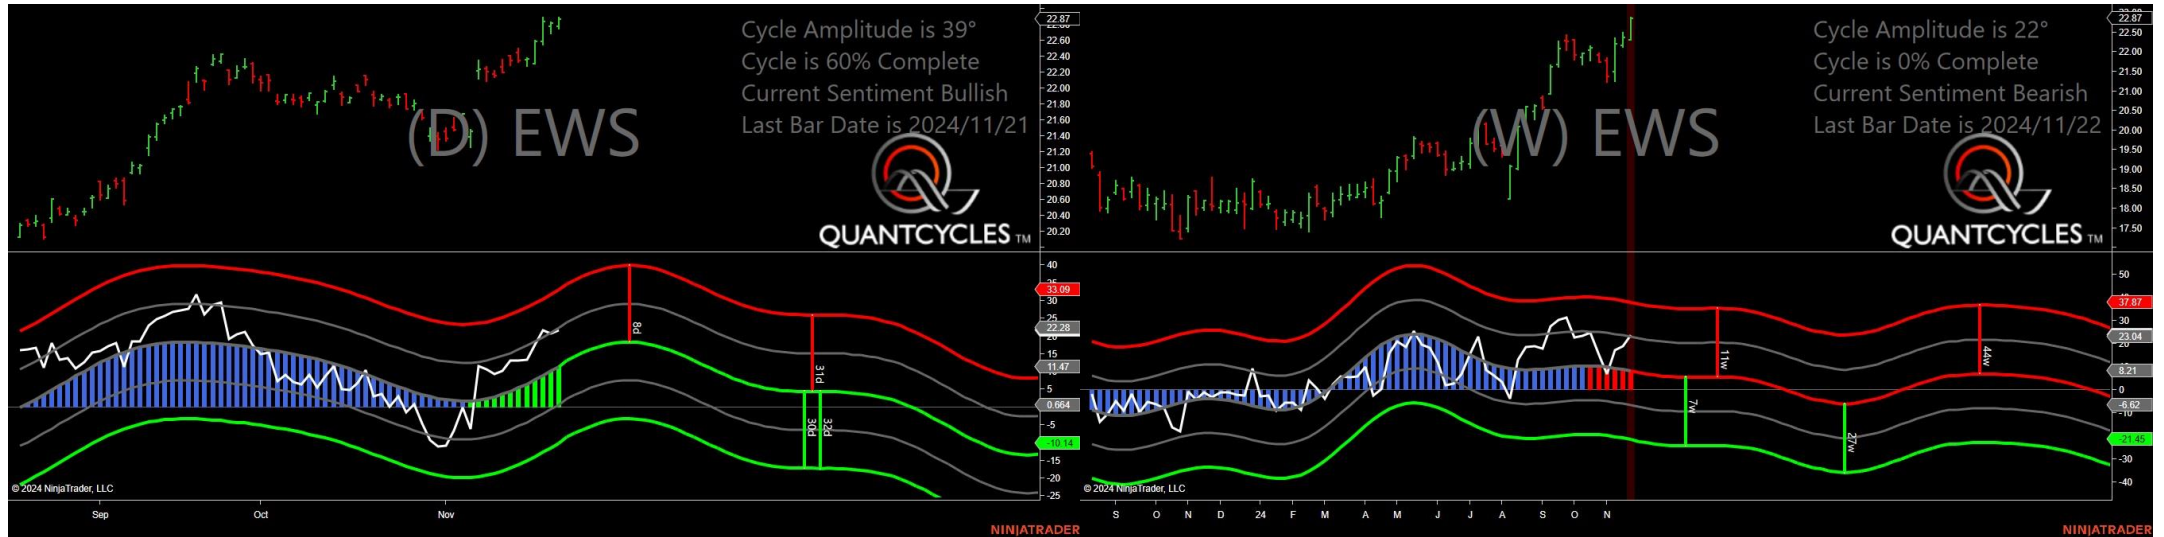 Cycle Amplitude is 39°
Cycle is 60% Complete
Current Sentiment Bullish
Last Bar Date is 2024/11/21
(D) EWS
QUANTCYCLES TM
22.87
22.60
22.40
22.20
22.00
21.80
21.60
21.40
21.20
21.00
20.80
20.60
20.40
20.20
40
33.09
30
25
22.28
20
15
11.47
5
0.664
-5
-10.14
-15
-20
-25
8d
31d
30d
32d
© 2024 NinjaTrader, LLC
Sep
Oct
Nov
NINJATRADER
Cycle Amplitude is 22°
Cycle is 0% Complete
Current Sentiment Bearish
Last Bar Date is 2024/11/22
(W) EWS
QUANTCYCLES TM
22.87
22.50
22.00
21.50
21.00
20.50
20.00
19.50
19.00
18.50
18.00
17.50
50
37.87
30
23.04
20
8.21
0
-6.62
-10
-21.45
-30
-40
11w
7w
44w
27w
© 2024 NinjaTrader, LLC
S
O
N
D
24
F
M
A
M
J
J
A
S
O
N
NINJATRADER